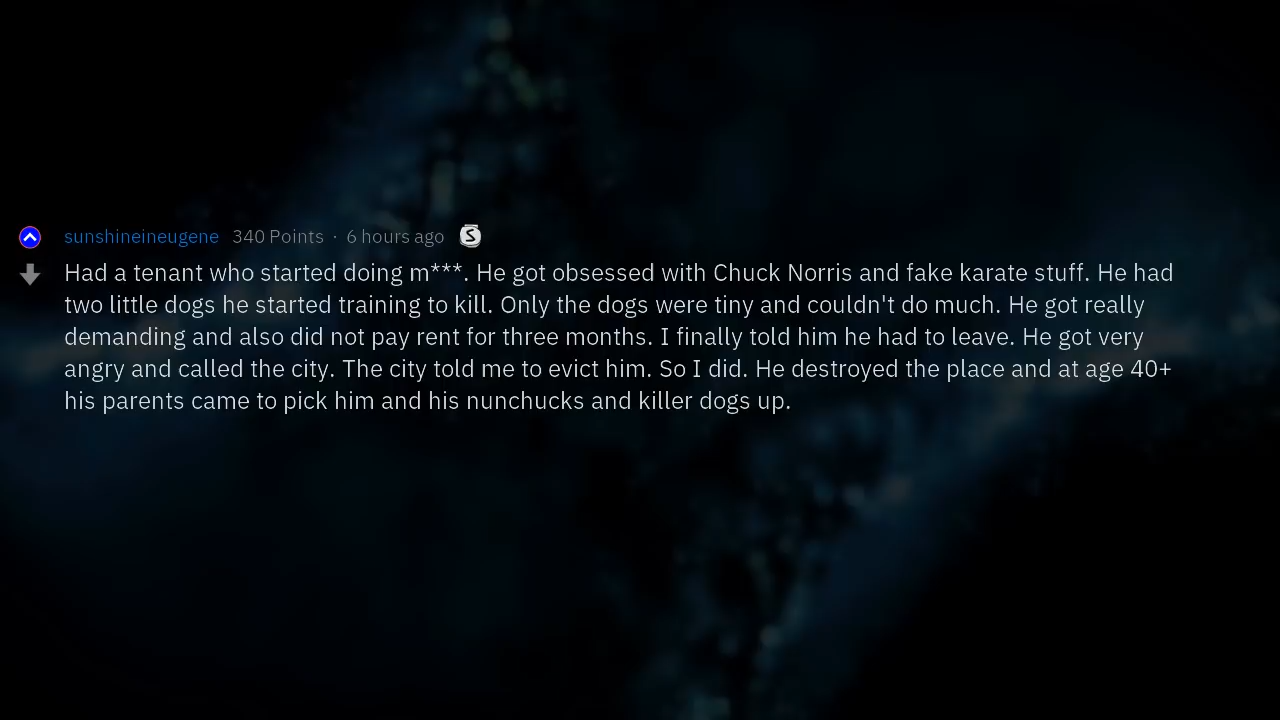 sunshineineugene 340 Points · 6 hours ago S
Had a tenant who started doing m***. He got obsessed with Chuck Norris and fake karate stuff. He had
two little dogs he started training to kill. Only the dogs were tiny and couldn't do much. He got really
demanding and also did not pay rent for three months. I finally told him he had to leave. He got very
angry and called the city. The city told me to evict him. So I did. He destroyed the place and at age 40+
his parents came to pick him and his nunchucks and killer dogs up.